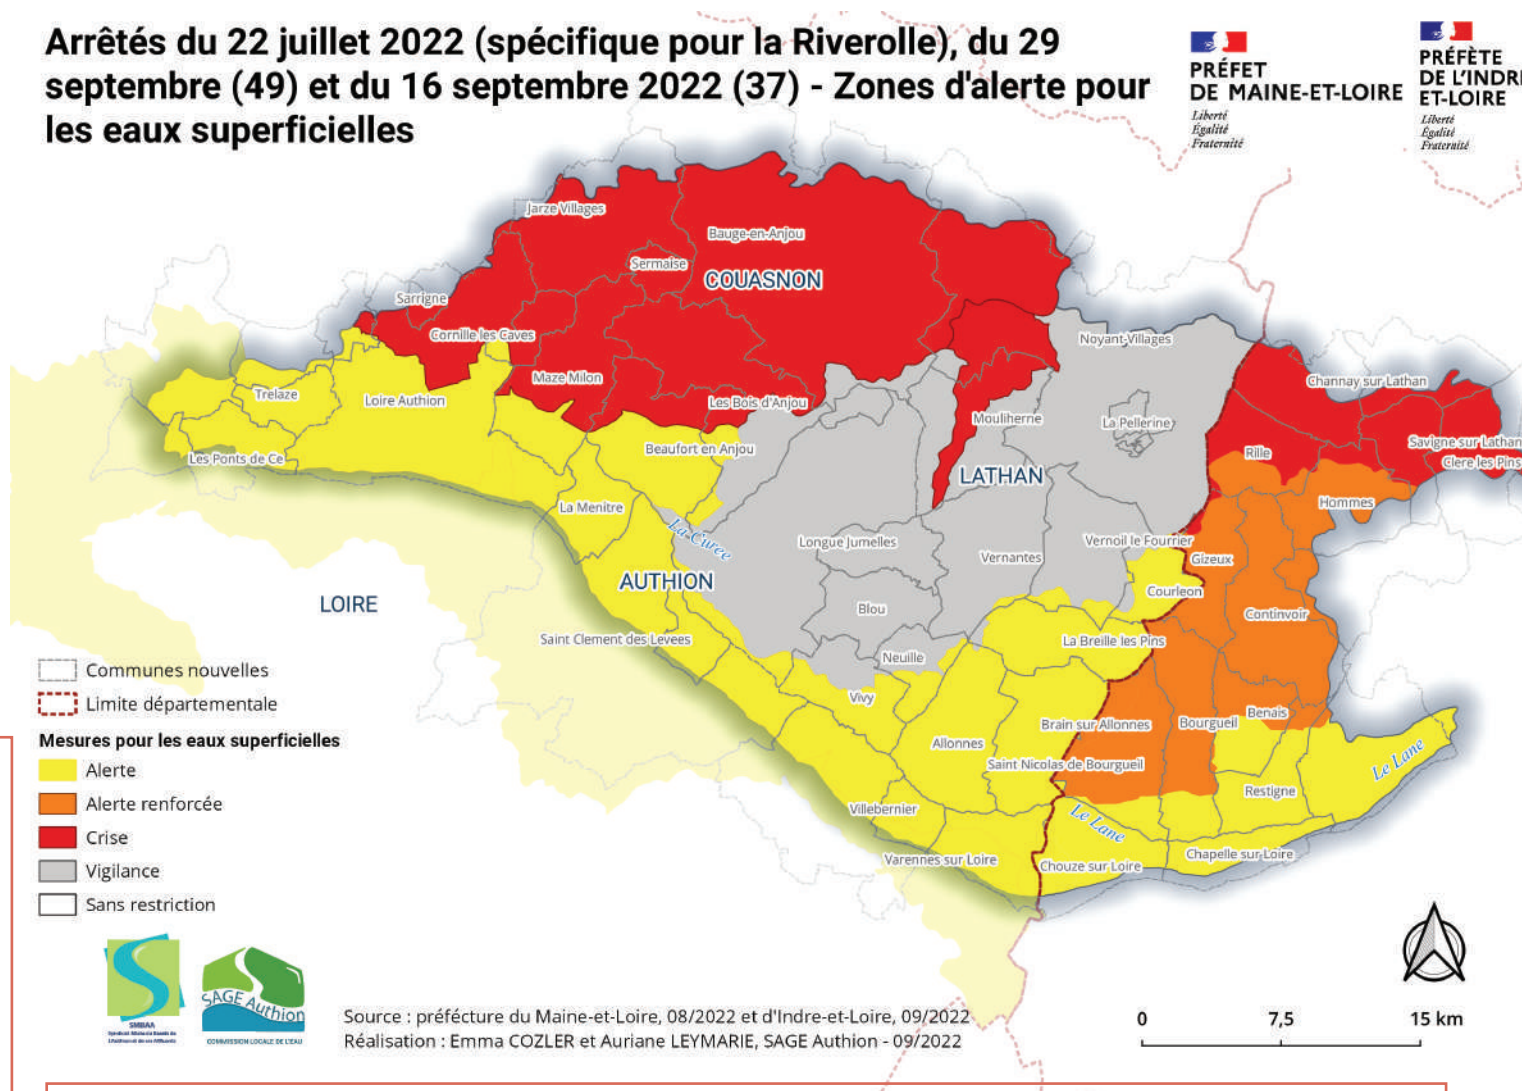 Arrêtés du 22 juillet 2022 (spécifique pour la Riverolle), du 29
septembre (49) et du 16 septembre 2022 (37) - Zones d'alerte pour
les eaux superficielles
PRÉFET
DE MAINE-ET-LOIRE
Liberté
Égalité
Fraternité
PRÉFÈTE
DE L'INDRE
ET-LOIRE
Liberté
Égalité
Fraternité
Jarze Villages
Bauge-en-Anjou
Sermaise
COUASNON
Sarrigne
Cornille les Caves
Noyant-Villages
Maze Milon
Channay sur Lathan
Trelaze
Loire Authion
Les Bois d'Anjou
Mouliherne
La Pellerine
Savigne sur Lathan
Les Ponts de Ce
Beaufort en Anjou
Rille
Clere les Pins
LATHAN
La Menitre
Hommes
La Curee
Longue Jumelles
Vernantes
Vernoil le Fourrier
Gizeux
AUTHION
Courleon
LOIRE
Blou
Continvoir
Saint Clement des Levees
La Breille les Pins
Neuille
Vivy
Benais
Brain sur Allonnes
Bourgueil
Allonnes
Saint Nicolas de Bourgueil
Le Lane
Restigne
Villebernier
Le Lane
Varennes sur Loire
Chouze sur Loire
Chapelle sur Loire
Communes nouvelles
Limite départementale
Mesures pour les eaux superficielles
Alerte
Alerte renforcée
Crise
Vigilance
Sans restriction
SMBAA
SAGE Authion
COMMISSION LOCALE DE L'EAU
Source : préfécture du Maine-et-Loire, 08/2022 et d'Indre-et-Loire, 09/2022
Réalisation : Emma COZLER et Auriane LEYMARIE, SAGE Authion - 09/2022
0 7,5 15 km